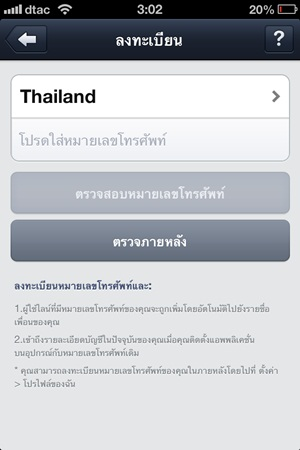 dtac 3:02 20%
ลงทะเบียน ?
Thailand
โปรดใส่หมายเลขโทรศัพท์
ตรวจสอบหมายเลขโทรศัพท์
ตรวจภายหลัง
ลงทะเบียนหมายเลขโทรศัพท์และ:
1.ผู้ใช้ไลน์ที่มีหมายเลขโทรศัพท์ของคุณจะถูกเพิ่มโดยอัตโนมัติไปยังรายชื่อ
เพื่อนของคุณ
2.เข้าถึงรายละเอียดบัญชีในปัจจุบันของคุณเมื่อคุณติดตั้งแอพพลิเคชั่น
บนอุปกรณ์กับหมายเลขโทรศัพท์เดิม
* คุณสามารถลงทะเบียนหมายเลขโทรศัพท์ของคุณในภายหลังโดยไปที่ ตั้งค่า
> โปรไฟล์ของฉัน